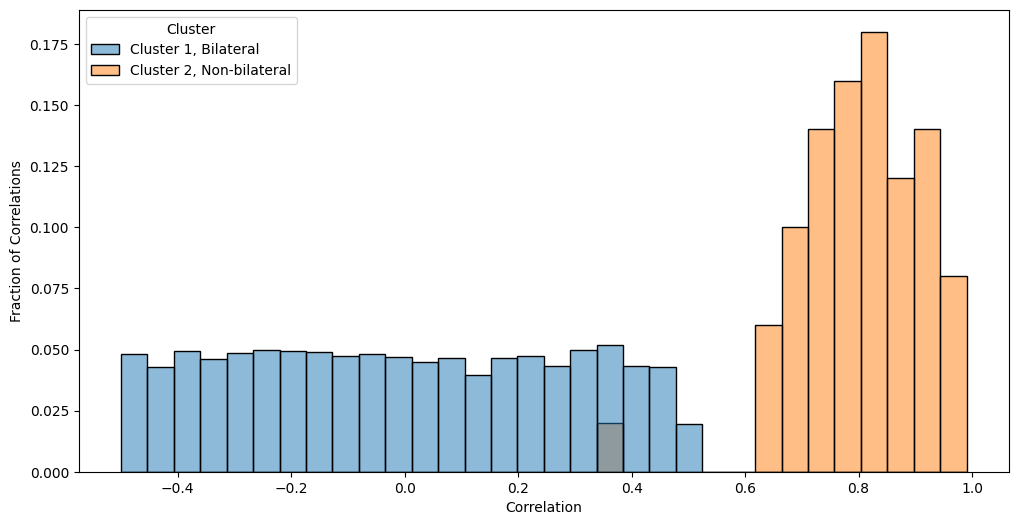 Cluster
Cluster 1, Bilateral
Cluster 2, Non-bilateral
Fraction of Correlations
0.175
0.150
0.125
0.100
0.075
0.050
0.025
0.000
−0.4 −0.2 0.0 0.2 0.4 0.6 0.8 1.0
Correlation